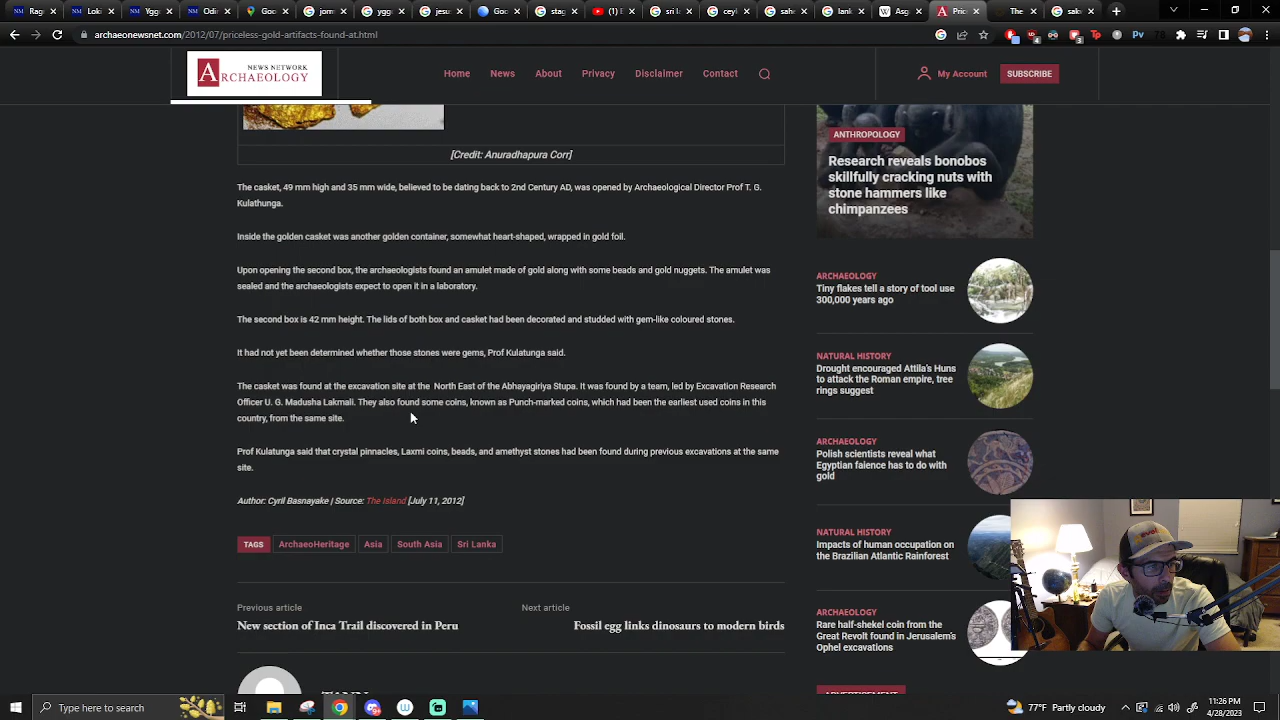 archaeologynewsnetwork
archaenewsnet.com/2012/07/priceless-gold-artifacts-found-at.html
NEWS NETWORK
ARCHAEOLOGY
Home
News
About
Privacy
Disclaimer
Contact
My Account
SUBSCRIBE
[Credit: Anuradhapura Corr]
The casket, 49 mm high and 35 mm wide, believed to be dating back to 2nd Century AD, was opened by Archaeological Director Prof T. G.
Kulathunga.
Inside the golden casket was another golden container, somewhat heart-shaped, wrapped in gold foil.
Upon opening the second box, the archaeologists found an amulet made of gold along with some beads and gold nuggets. The amulet was
sealed and the archaeologists expect to open it in a laboratory.
The second box is 42 mm height. The lids of both box and casket had been decorated and studded with gem-like coloured stones.
It had not yet been determined whether those stones were gems, Prof Kulatunga said.
The casket was found at the excavation site at the North East of the Abhayagiriya Stupa. It was found by a team, led by Excavation Research
Officer U. G. Madusha Lakmali. They also found some coins, known as Punch-marked coins, which had been the earliest used coins in this
country, from the same site.
Prof Kulatunga said that crystal pinnacles, Laxmi coins, beads, and amethyst stones had been found during previous excavations at the same
site.
Author: Cyril Basnayake | Source: The Island [July 11, 2012]
TAGS
ArchaeoHeritage
Asia
South Asia
Sri Lanka
Previous article
New section of Inca Trail discovered in Peru
Next article
Fossil egg links dinosaurs to modern birds
ANTHROPOLOGY
Research reveals bonobos
skillfully cracking nuts with
stone hammers like
chimpanzees
ARCHAEOLOGY
Tiny flakes tell a story of tool use
300,000 years ago
NATURAL HISTORY
Drought encouraged Attila's Huns
to attack the Roman empire, tree
rings suggest
ARCHAEOLOGY
Polish scientists reveal what
Egyptian faience has to do with
gold
NATURAL HISTORY
Impacts of human occupation on
the Brazilian Atlantic Rainforest
ARCHAEOLOGY
Rare half-shekel coin from the
Great Revolt found in Jerusalem's
Ophel excavations
Type here to search
77°F Partly cloudy
11:26 PM
4/28/2023